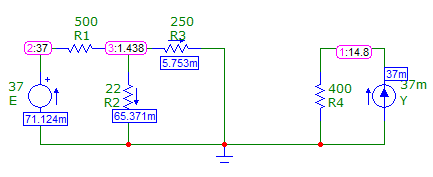 500
R1
250
R3
2:37
3:1.438
1:14.8
5.753m
37
E
+
22
R2
400
R4
37m
37m
Y
71.124m
65.371m